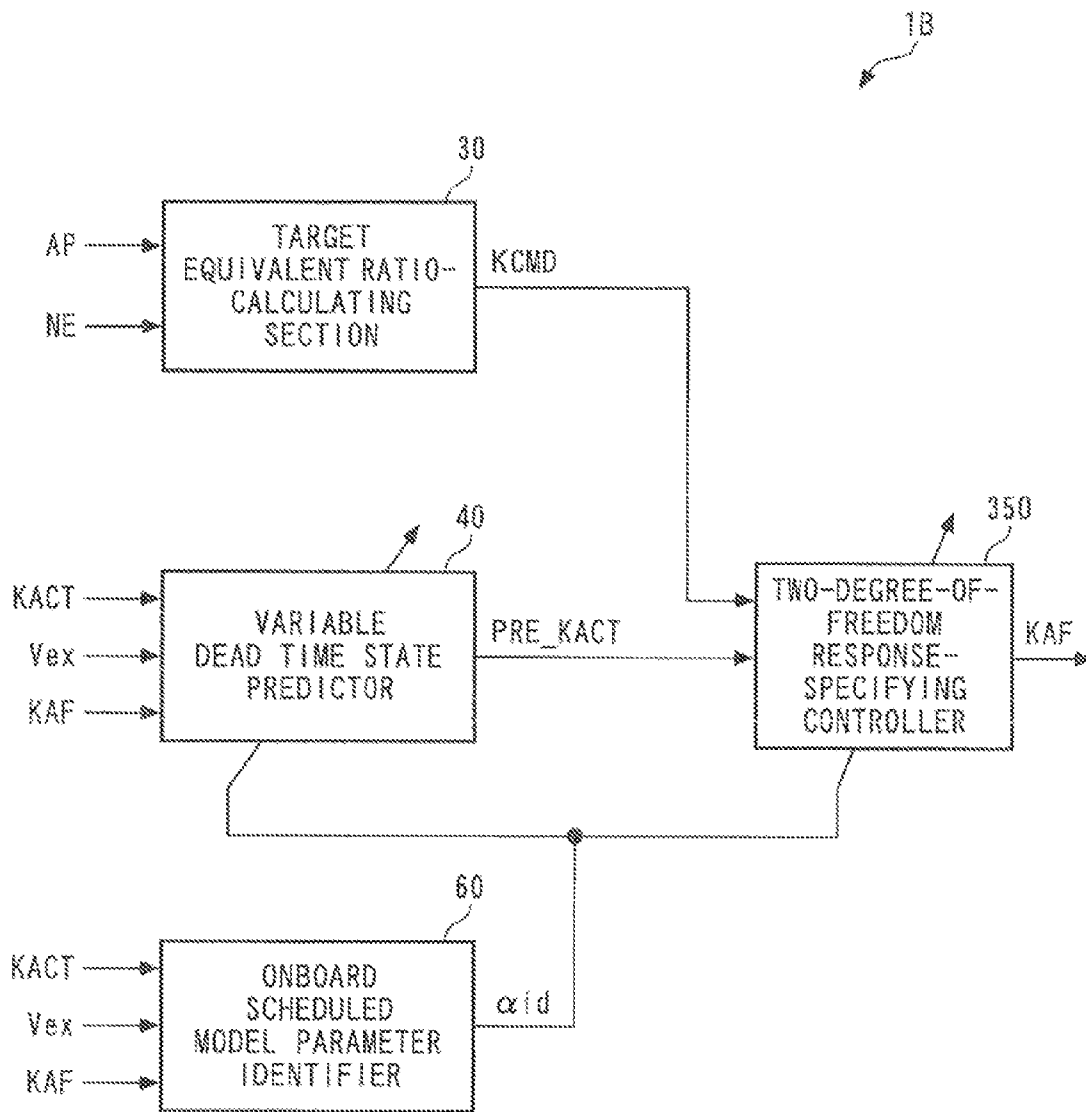 1B
30
AP
NE
TARGET
EQUIVALENT RATIO-
CALCULATING
SECTION
KCMD
40
KACT
Vex
KAF
VARIABLE
DEAD TIME STATE
PREDICTOR
PRE_KACT
350
TWO-DEGREE-OF-
FREEDOM
RESPONSE-
SPECIFYING
CONTROLLER
KAF
60
KACT
Vex
KAF
ONBOARD
SCHEDULED
MODEL PARAMETER
IDENTIFIER
αid